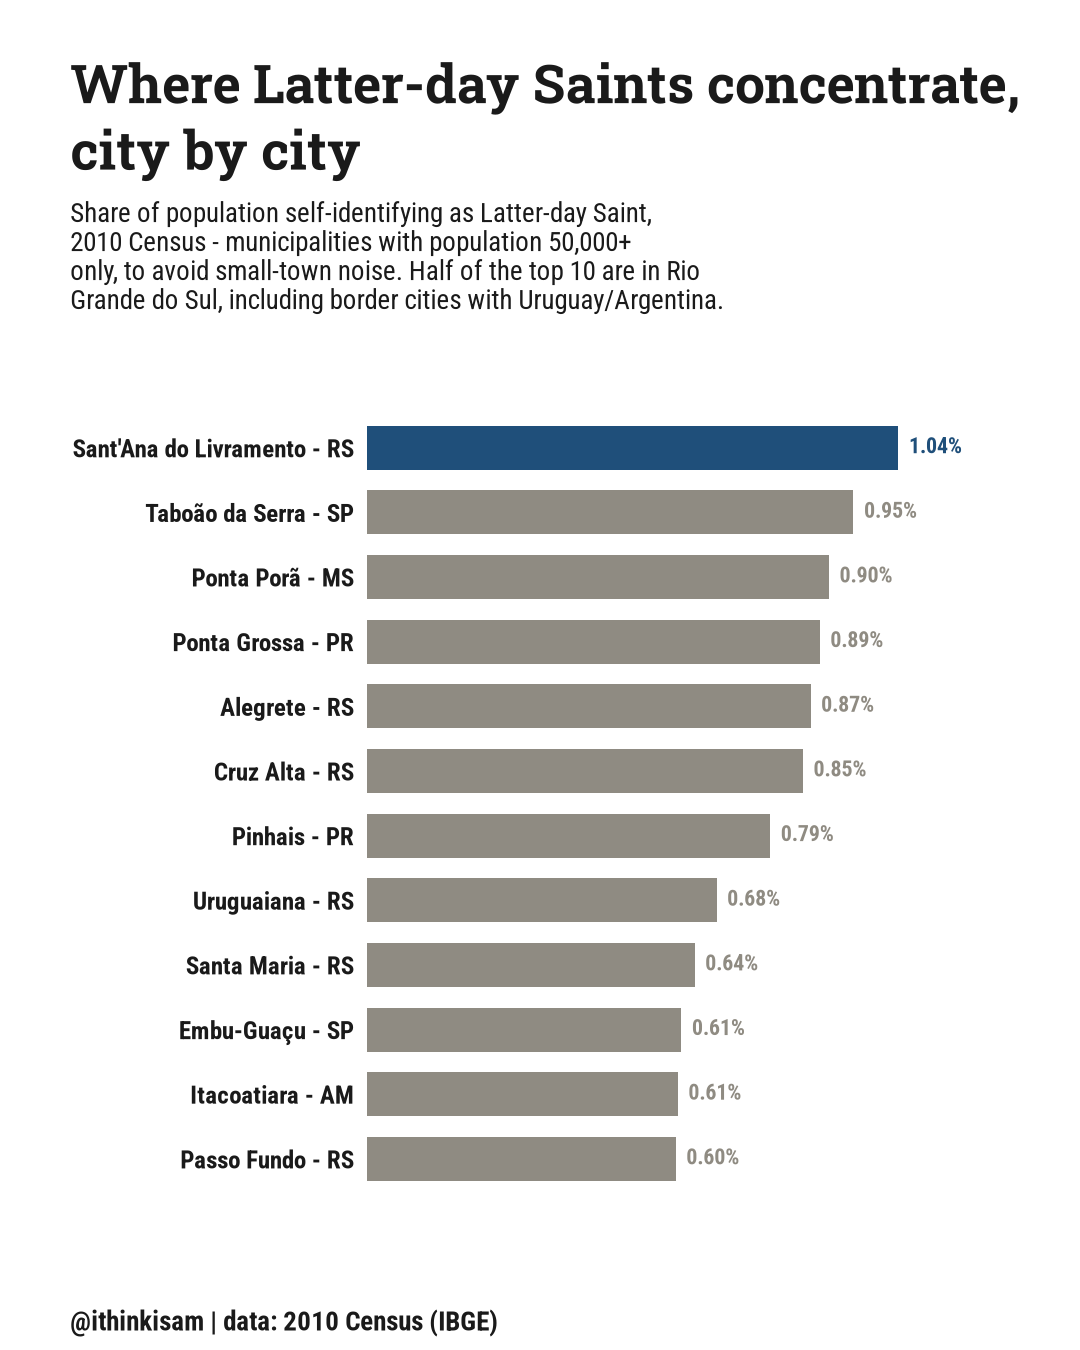 Where Latter-day Saints concentrate,
city by city
Share of population self-identifying as Latter-day Saint,
2010 Census - municipalities with population 50,000+
only, to avoid small-town noise. Half of the top 10 are in Rio
Grande do Sul, including border cities with Uruguay/Argentina.
Sant'Ana do Livramento - RS 1.04%
Taboão da Serra - SP 0.95%
Ponta Porã - MS 0.90%
Ponta Grossa - PR 0.89%
Alegrete - RS 0.87%
Cruz Alta - RS 0.85%
Pinhais - PR 0.79%
Uruguaiana - RS 0.68%
Santa Maria - RS 0.64%
Embu-Guaçu - SP 0.61%
Itacoatiara - AM 0.61%
Passo Fundo - RS 0.60%
@ithinkisam | data: 2010 Census (IBGE)